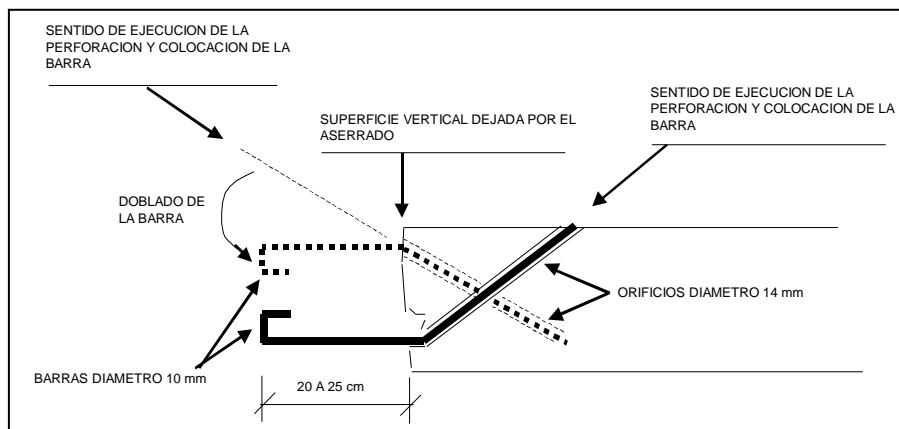 SENTIDO DE EJECUCION DE LA
PERFORACION Y COLOCACION DE LA
BARRA
SENTIDO DE EJECUCION DE LA
PERFORACION Y COLOCACION DE LA
BARRA
SUPERFICIE VERTICAL DEJADA POR EL
ASERRADO
DOBLADO DE
LA BARRA
ORIFICIOS DIAMETRO 14 mm
BARRAS DIAMETRO 10 mm
20 A 25 cm